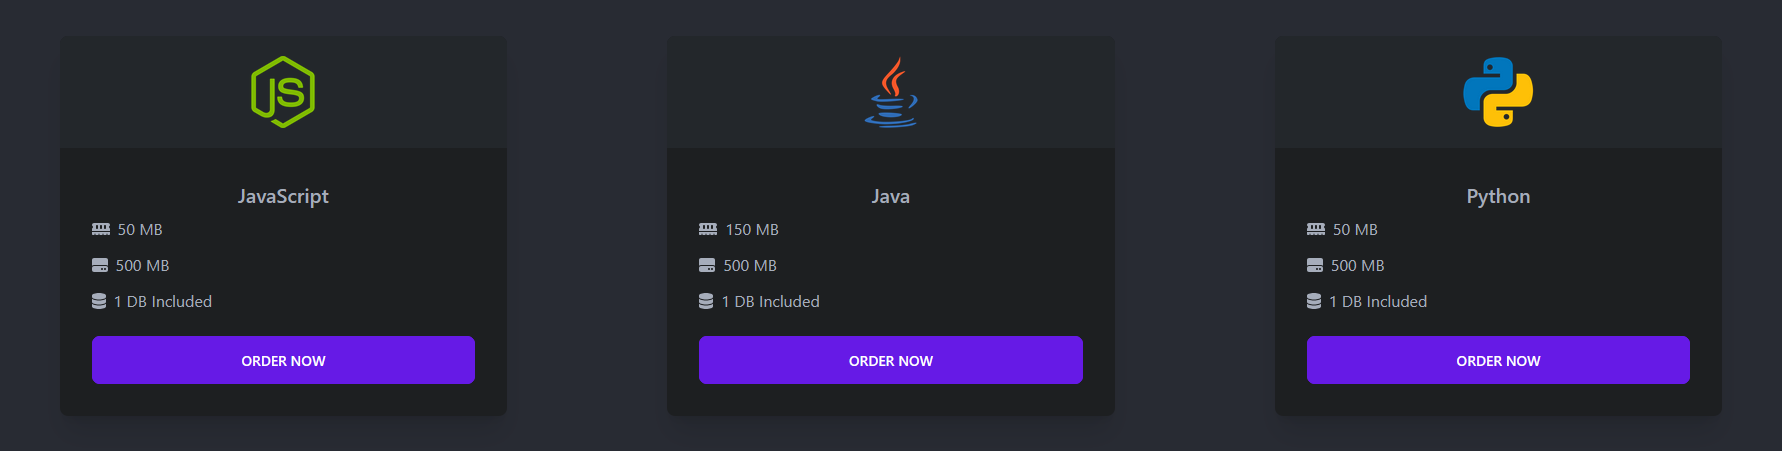 JS
JavaScript
50 MB
500 MB
1 DB Included
ORDER NOW
Java
150 MB
500 MB
1 DB Included
ORDER NOW
Python
50 MB
500 MB
1 DB Included
ORDER NOW